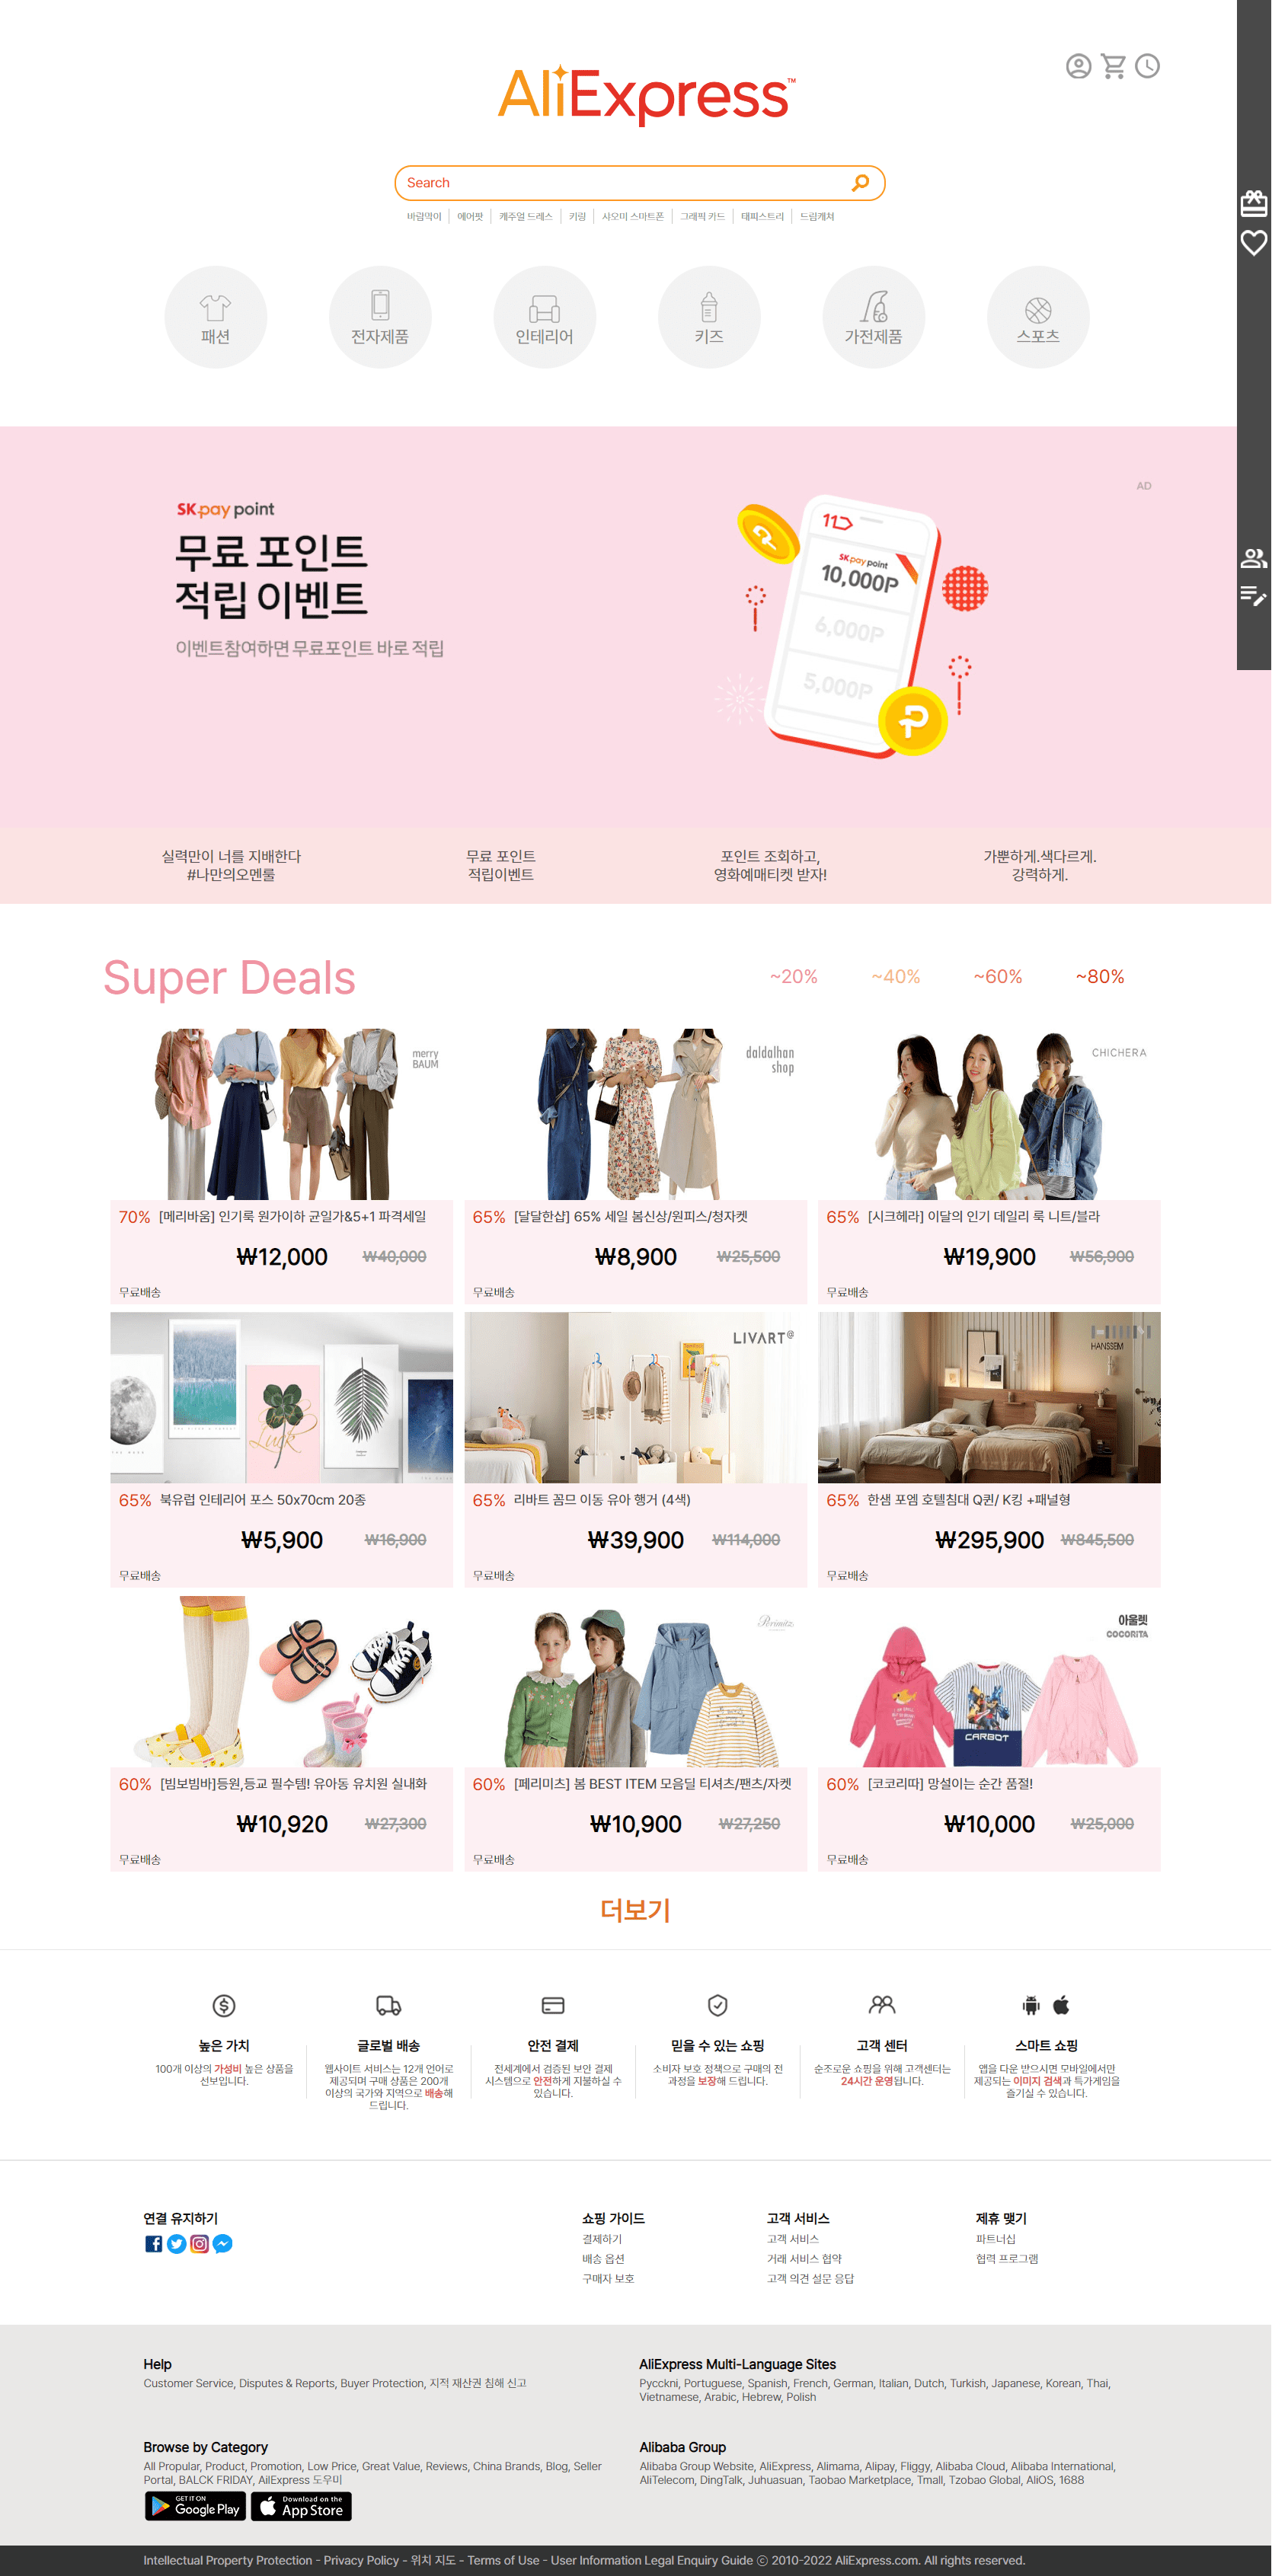 AliExpress™
Search
바람막이 에어팟 캐주얼 드레스 키링 샤오미 스마트폰 그래픽 카드 태피스트리 드림캐쳐
패션 전자제품 인테리어 키즈 가전제품 스포츠
AD
SK pay point
무료 포인트
적립 이벤트
이벤트참여하면 무료포인트 바로 적립
11
SK pay point
10,000P
6,000P
5,000P
실력만이 너를 지배한다
#나만의오멘룰
무료 포인트
적립이벤트
포인트 조회하고,
영화예매티켓 받자!
가뿐하게.색다르게.
강력하게.
Super Deals
~20% ~40% ~60% ~80%
merry
BAUM
daldalhan
shop
CHICHERA
70% [메리바움] 인기룩 원가이하 균일가&5+1 파격세일
₩12,000 ₩40,000
무료배송
65% [달달한샵] 65% 세일 봄신상/원피스/청자켓
₩8,900 ₩25,500
무료배송
65% [시크헤라] 이달의 인기 데일리 룩 니트/블라
₩19,900 ₩56,900
무료배송
Luck
LIVART@
HANSSEM
65% 북유럽 인테리어 포스 50x70cm 20종
₩5,900 ₩16,900
무료배송
65% 리바트 꼼므 이동 유아 행거 (4색)
₩39,900 ₩114,000
무료배송
65% 한샘 포엠 호텔침대 Q퀸/ K킹 +패널형
₩295,900 ₩845,500
무료배송
Perimitz
아울렛
COCORITA
CARBOT
60% [빔보빔바]등원,등교 필수템! 유아동 유치원 실내화
₩10,920 ₩27,300
무료배송
60% [페리미츠] 봄 BEST ITEM 모음딜 티셔츠/팬츠/자켓
₩10,900 ₩27,250
무료배송
60% [코코리따] 망설이는 순간 품절!
₩10,000 ₩25,000
무료배송
더보기
높은 가치
100개 이상의 가성비 높은 상품을
선보입니다.
글로벌 배송
웹사이트 서비스는 12개 언어로
제공되며 구매 상품은 200개
이상의 국가와 지역으로 배송해
드립니다.
안전 결제
전세계에서 검증된 보안 결제
시스템으로 안전하게 지불하실 수
있습니다.
믿을 수 있는 쇼핑
소비자 보호 정책으로 구매의 전
과정을 보장해 드립니다.
고객 센터
순조로운 쇼핑을 위해 고객센터는
24시간 운영됩니다.
스마트 쇼핑
앱을 다운 받으시면 모바일에서만
제공되는 이미지 검색과 특가게임을
즐기실 수 있습니다.
연결 유지하기
쇼핑 가이드
결제하기
배송 옵션
구매자 보호
고객 서비스
고객 서비스
거래 서비스 협약
고객 의견 설문 응답
제휴 맺기
파트너십
협력 프로그램
Help
Customer Service, Disputes & Reports, Buyer Protection, 지적 재산권 침해 신고
AliExpress Multi-Language Sites
Pycckni, Portuguese, Spanish, French, German, Italian, Dutch, Turkish, Japanese, Korean, Thai,
Vietnamese, Arabic, Hebrew, Polish
Browse by Category
All Propular, Product, Promotion, Low Price, Great Value, Reviews, China Brands, Blog, Seller
Portal, BALCK FRIDAY, AilExpress 도우미
Alibaba Group
Alibaba Group Website, AliExpress, Alimama, Alipay, Fliggy, Alibaba Cloud, Alibaba International,
AliTelecom, DingTalk, Juhuasuan, Taobao Marketplace, Tmall, Tzobao Global, AliOS, 1688
GET IT ON
Google Play
Download on the
App Store
Intellectual Property Protection - Privacy Policy - 위치 지도 - Terms of Use - User Information Legal Enquiry Guide ⓒ 2010-2022 AliExpress.com. All rights reserved.